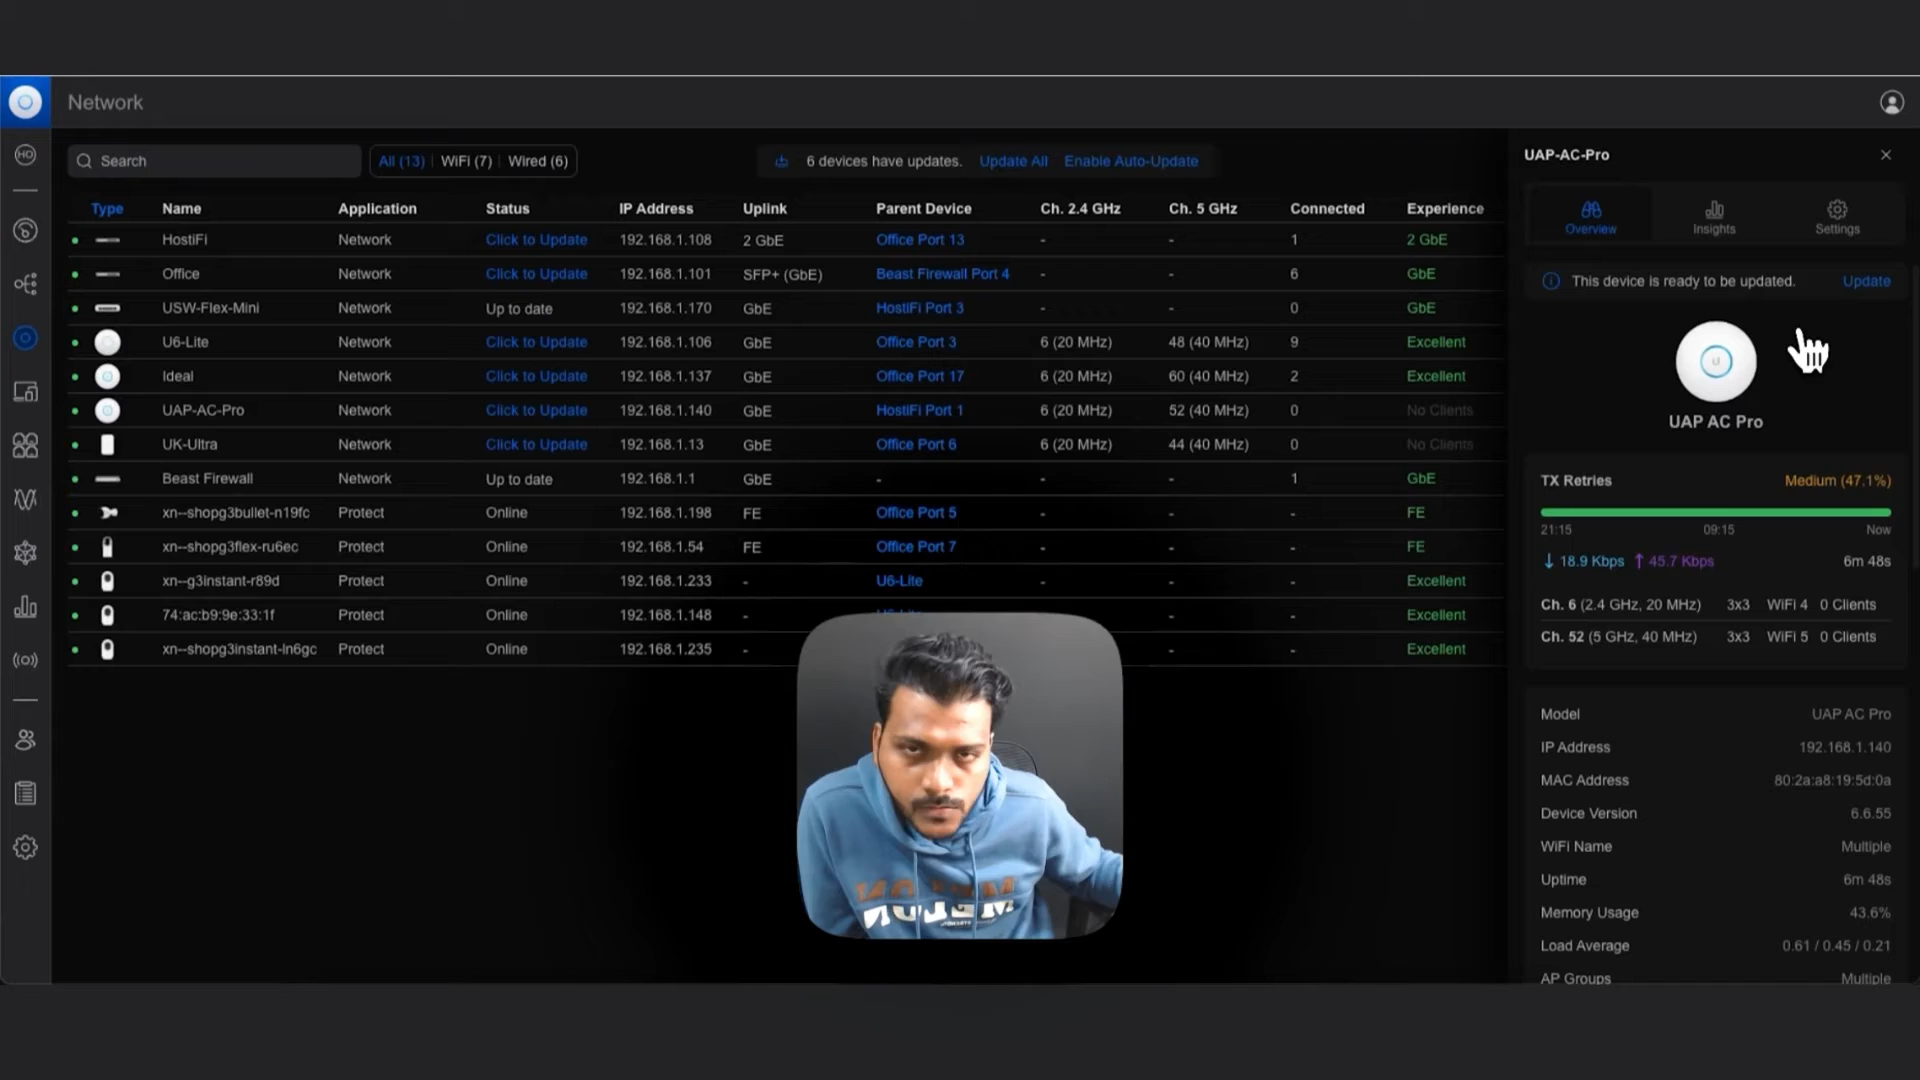 Network
HO
Search
All (13) WiFi (7) Wired (6)
6 devices have updates. Update All Enable Auto-Update
Type Name Application Status IP Address Uplink Parent Device Ch. 2.4 GHz Ch. 5 GHz Connected Experience
HostiFi Network Click to Update 192.168.1.108 2 GbE Office Port 13 - - 1 2 GbE
Office Network Click to Update 192.168.1.101 SFP+ (GbE) Beast Firewall Port 4 - - 6 GbE
USW-Flex-Mini Network Up to date 192.168.1.170 GbE HostiFi Port 3 - - 0 GbE
U6-Lite Network Click to Update 192.168.1.106 GbE Office Port 3 6 (20 MHz) 48 (40 MHz) 9 Excellent
Ideal Network Click to Update 192.168.1.137 GbE Office Port 17 6 (20 MHz) 60 (40 MHz) 2 Excellent
UAP-AC-Pro Network Click to Update 192.168.1.140 GbE HostiFi Port 1 6 (20 MHz) 52 (40 MHz) 0 No Clients
UK-Ultra Network Click to Update 192.168.1.13 GbE Office Port 6 6 (20 MHz) 44 (40 MHz) 0 No Clients
Beast Firewall Network Up to date 192.168.1.1 GbE - - - 1 GbE
xn--shopg3bullet-n19fc Protect Online 192.168.1.198 FE Office Port 5 - - - FE
xn--shopg3flex-ru6ec Protect Online 192.168.1.54 FE Office Port 7 - - - FE
xn--g3instant-r89d Protect Online 192.168.1.233 - U6-Lite - - - Excellent
74:ac:b9:9e:33:1f Protect Online 192.168.1.148 - - - - Excellent
xn--shopg3instant-ln6gc Protect Online 192.168.1.235 - - - Excellent
UAP-AC-Pro
Overview Insights Settings
This device is ready to be updated. Update
U
UAP AC Pro
TX Retries Medium (47.1%)
21:15 09:15 Now
18.9 Kbps 45.7 Kbps 6m 48s
Ch. 6 (2.4 GHz, 20 MHz) 3x3 WiFi 4 0 Clients
Ch. 52 (5 GHz, 40 MHz) 3x3 WiFi 5 0 Clients
Model UAP AC Pro
IP Address 192.168.1.140
MAC Address 80:2a:a8:19:5d:0a
Device Version 6.6.55
WiFi Name Multiple
Uptime 6m 48s
Memory Usage 43.6%
Load Average 0.61 / 0.45 / 0.21
AP Groups Multiple